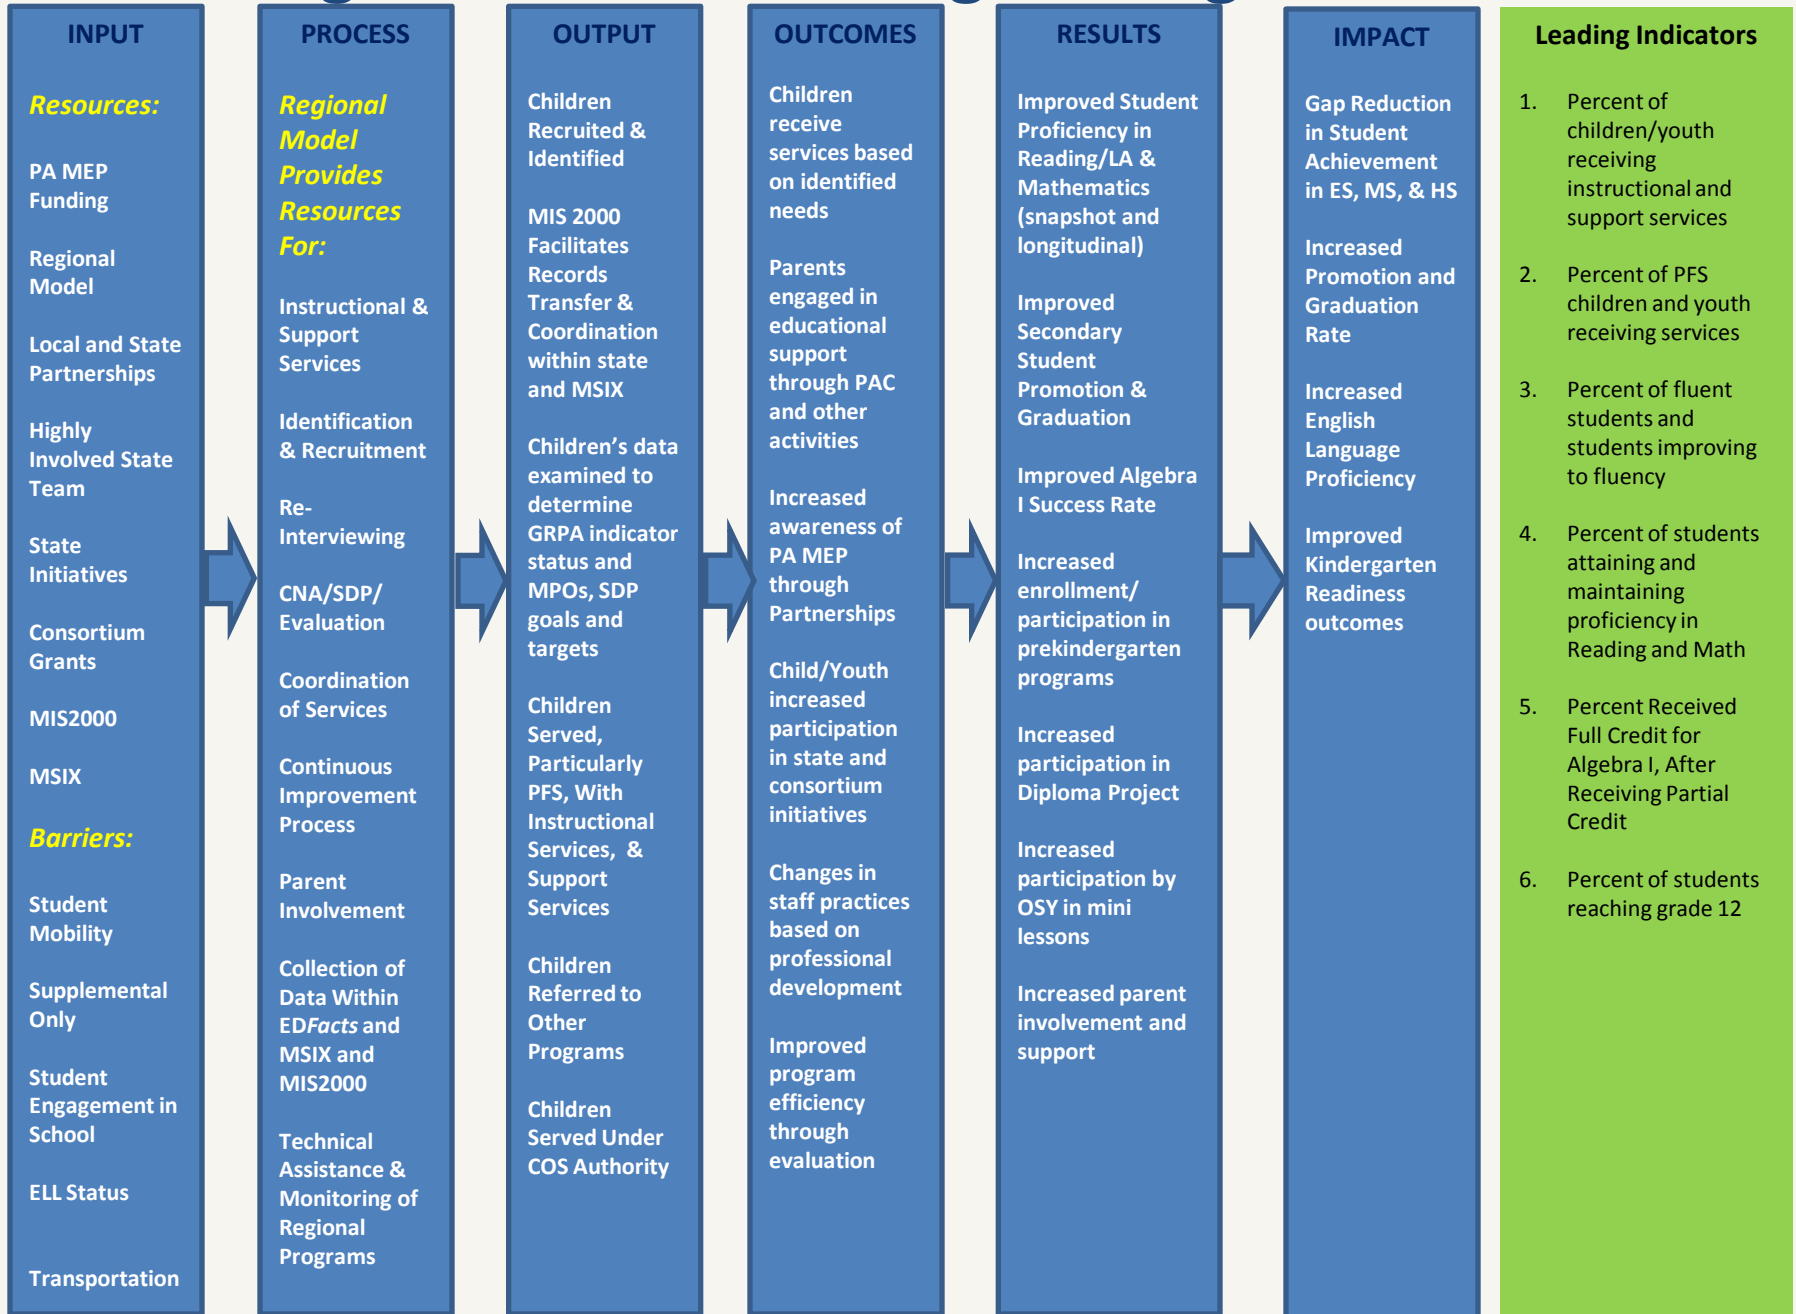 INPUT
Resources:
PA MEP
Funding
Regional
Model
Local and State
Partnerships
Highly
Involved State
Team
State
Initiatives
Consortium
Grants
MIS2000
MSIX
Barriers:
Student
Mobility
Supplemental
Only
Student
Engagement in
School
ELL Status
Transportation
PROCESS
Regional
Model
Provides
Resources
For:
Instructional &
Support
Services
Identification
& Recruitment
Re-
Interviewing
CNA/SDP/
Evaluation
Coordination
of Services
Continuous
Improvement
Process
Parent
Involvement
Collection of
Data Within
EDFacts and
MSIX and
MIS2000
Technical
Assistance &
Monitoring of
Regional
Programs
OUTPUT
Children
Recruited &
Identified
MIS 2000
Facilitates
Records
Transfer &
Coordination
within state
and MSIX
Children’s data
examined to
determine
GRPA indicator
status and
MPOs, SDP
goals and
targets
Children
Served,
Particularly
PFS, With
Instructional
Services, &
Support
Services
Children
Referred to
Other
Programs
Children
Served Under
COS Authority
OUTCOMES
Children
receive
services based
on identified
needs
Parents
engaged in
educational
support
through PAC
and other
activities
Increased
awareness of
PA MEP
through
Partnerships
Child/Youth
increased
participation
in state and
consortium
initiatives
Changes in
staff practices
based on
professional
development
Improved
program
efficiency
through
evaluation
RESULTS
Improved Student
Proficiency in
Reading/LA &
Mathematics
(snapshot and
longitudinal)
Improved
Secondary
Student
Promotion &
Graduation
Improved Algebra
I Success Rate
Increased
enrollment/
participation in
prekindergarten
programs
Increased
participation in
Diploma Project
Increased
participation by
OSY in mini
lessons
Increased parent
involvement and
support
IMPACT
Gap Reduction
in Student
Achievement
in ES, MS, & HS
Increased
Promotion and
Graduation
Rate
Increased
English
Language
Proficiency
Improved
Kindergarten
Readiness
outcomes
Leading Indicators
1. Percent of
children/youth
receiving
instructional and
support services
2. Percent of PFS
children and youth
receiving services
3. Percent of fluent
students and
students improving
to fluency
4. Percent of students
attaining and
maintaining
proficiency in
Reading and Math
5. Percent Received
Full Credit for
Algebra I, After
Receiving Partial
Credit
6. Percent of students
reaching grade 12